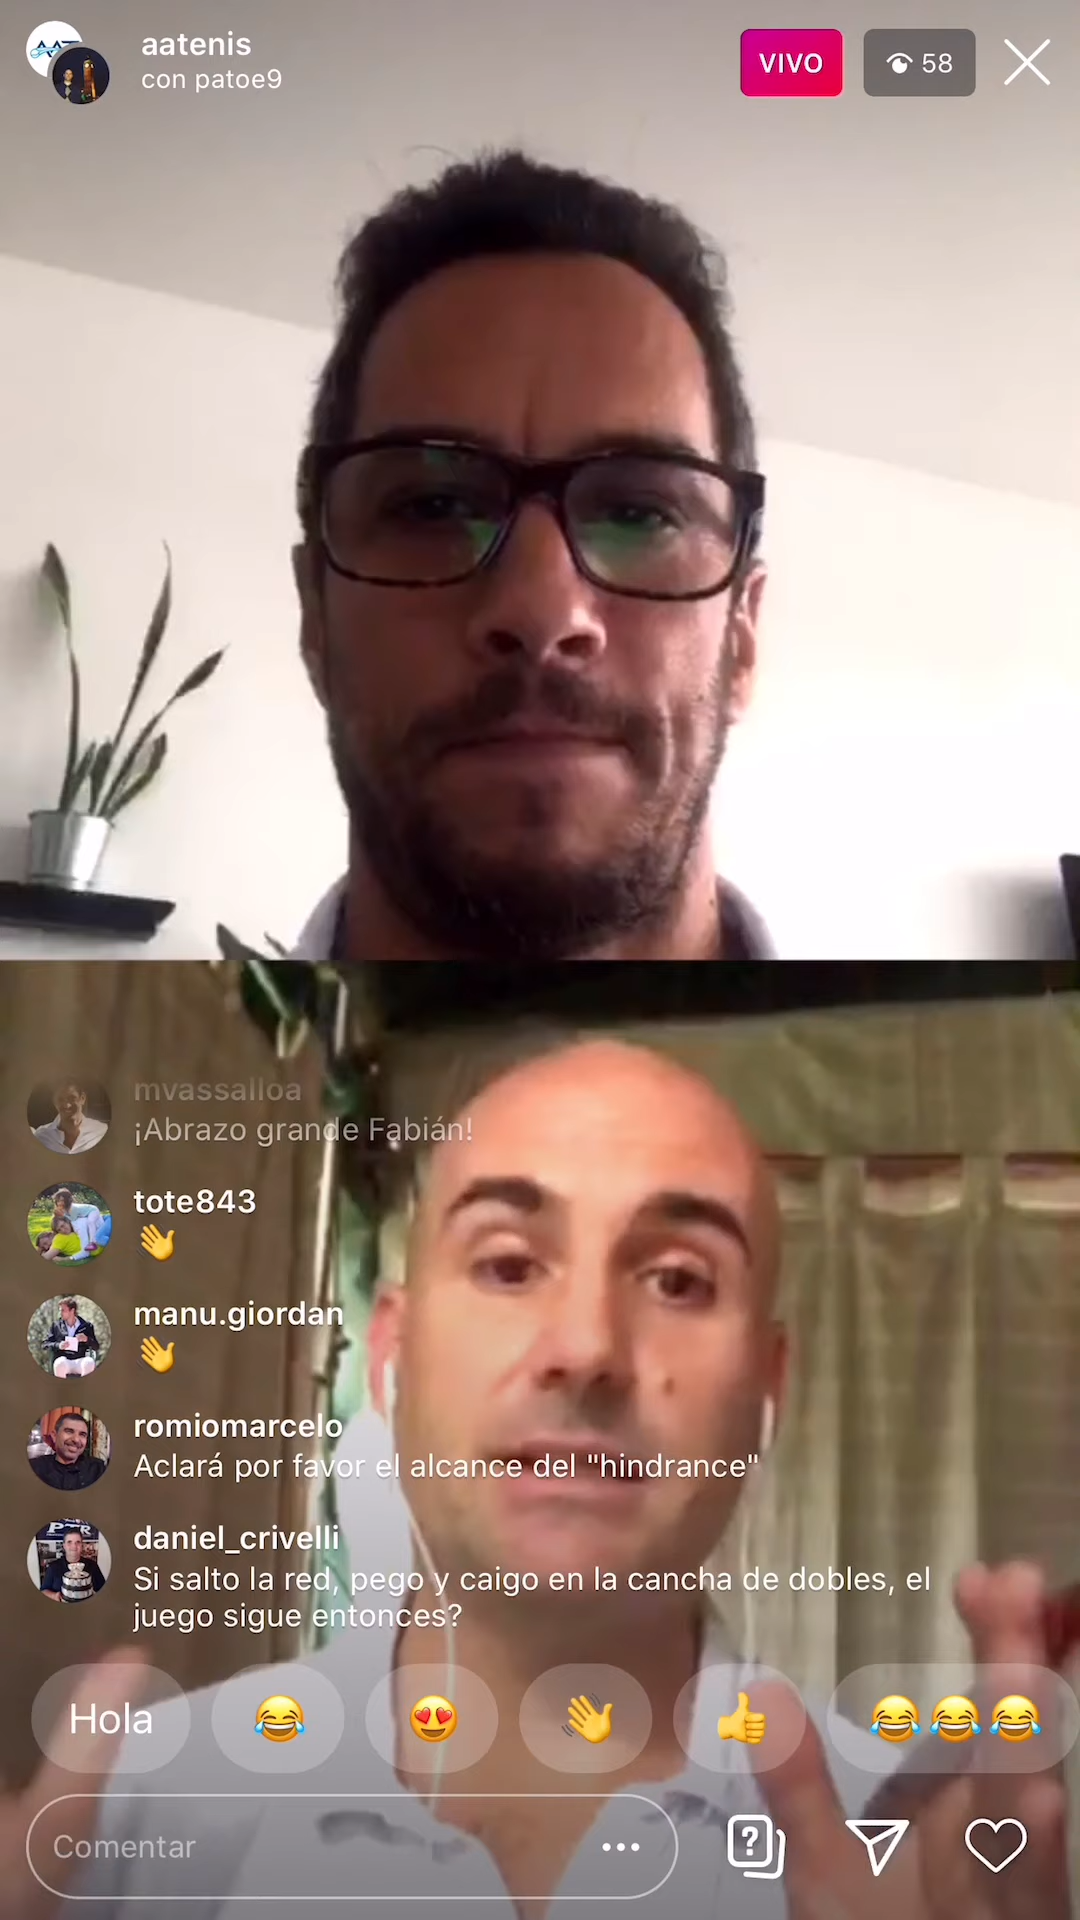 aatenis
con patoe9
VIVO
58
mvassalloa
¡Abrazo grande Fabián!
tote843
👋
manu.giordan
👋
romiomarcelo
Aclará por favor el alcance del "hindrance"
daniel_crivelli
Si salto la red, pego y caigo en la cancha de dobles, el
juego sigue entonces?
Hola 😂 😍 👋 👍 😂😂😂
Comentar